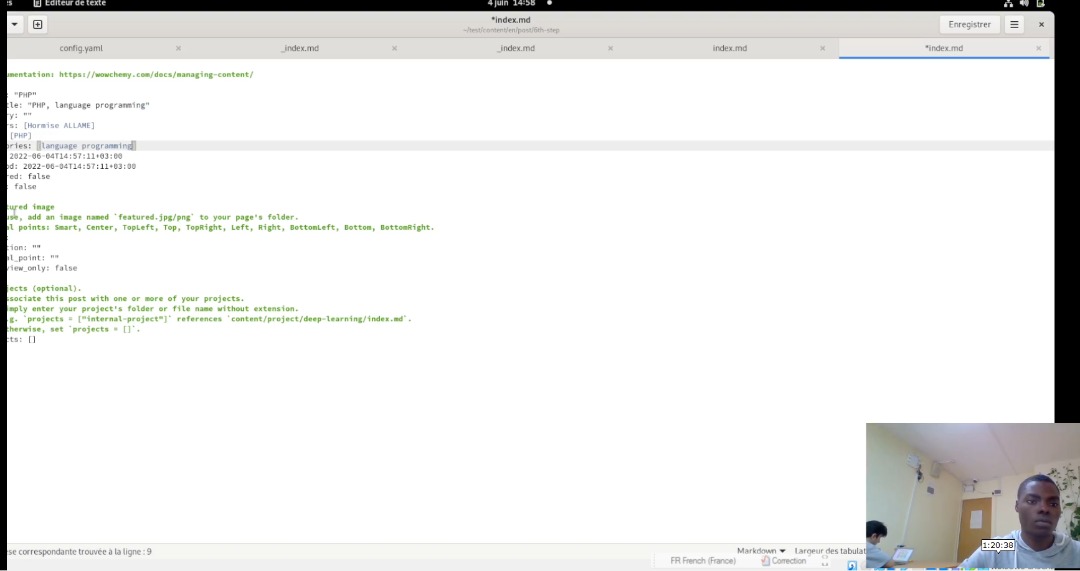 Editeur de texte
4 juin 14:58
*index.md
~/test/content/en/post/6th-step
Enregistrer
config.yaml
_index.md
_index.md
index.md
*index.md
umentation: https://wowchemy.com/docs/managing-content/
: "PHP"
tle: "PHP, language programming"
ry: ""
rs: [Hormise ALLAME]
[PHP]
ories: [language programming]
2022-06-04T14:57:11+03:00
od: 2022-06-04T14:57:11+03:00
red: false
: false
tured image
use, add an image named `featured.jpg/png` to your page's folder.
al points: Smart, Center, TopLeft, Top, TopRight, Left, Right, BottomLeft, Bottom, BottomRight.
:
tion: ""
al_point: ""
view_only: false
jects (optional).
ssociate this post with one or more of your projects.
imply enter your project's folder or file name without extension.
.g. `projects = ["internal-project"]` references `content/project/deep-learning/index.md`.
therwise, set `projects = []`.
cts: []
èse correspondante trouvée à la ligne : 9
Markdown
Largeur des tabulat
FR French (France)
Correction
1:20:38